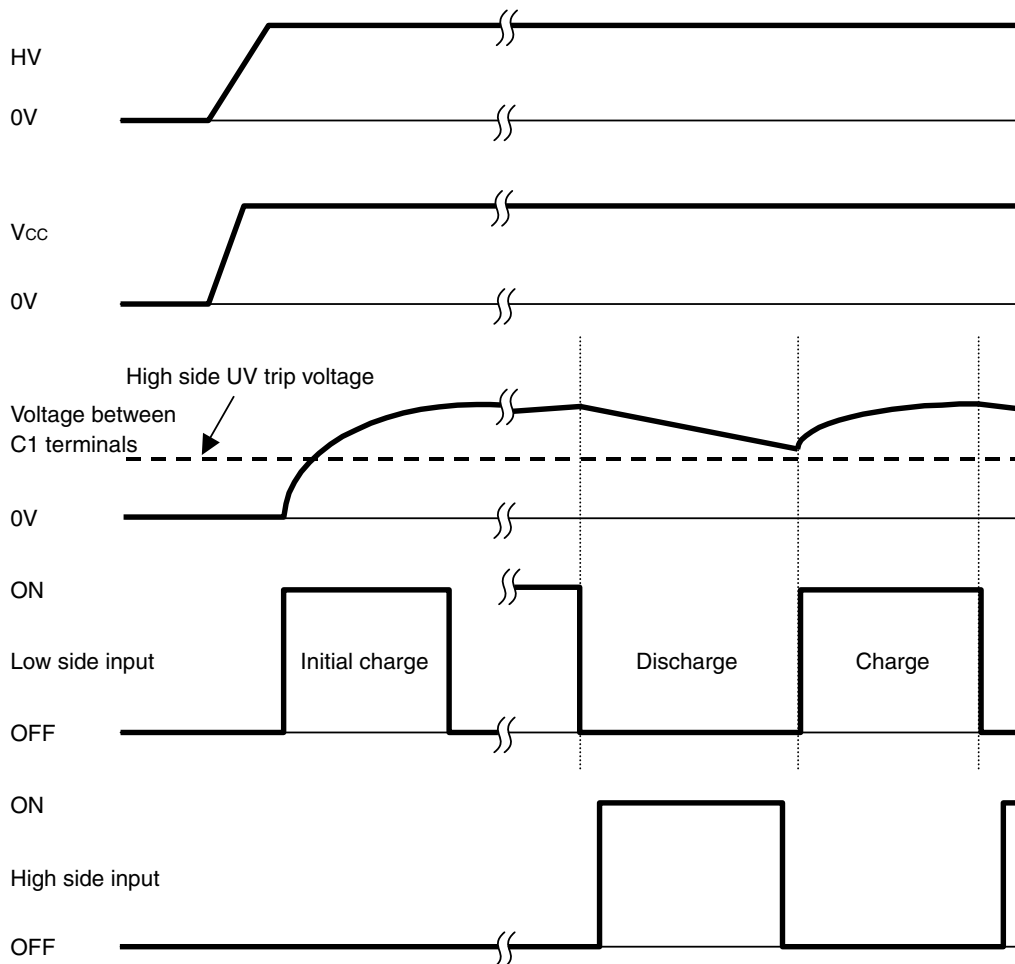 HV
0V
VCC
0V
High side UV trip voltage
Voltage between
C1 terminals
0V
ON
Low side input
Initial charge
Discharge
Charge
OFF
ON
High side input
OFF